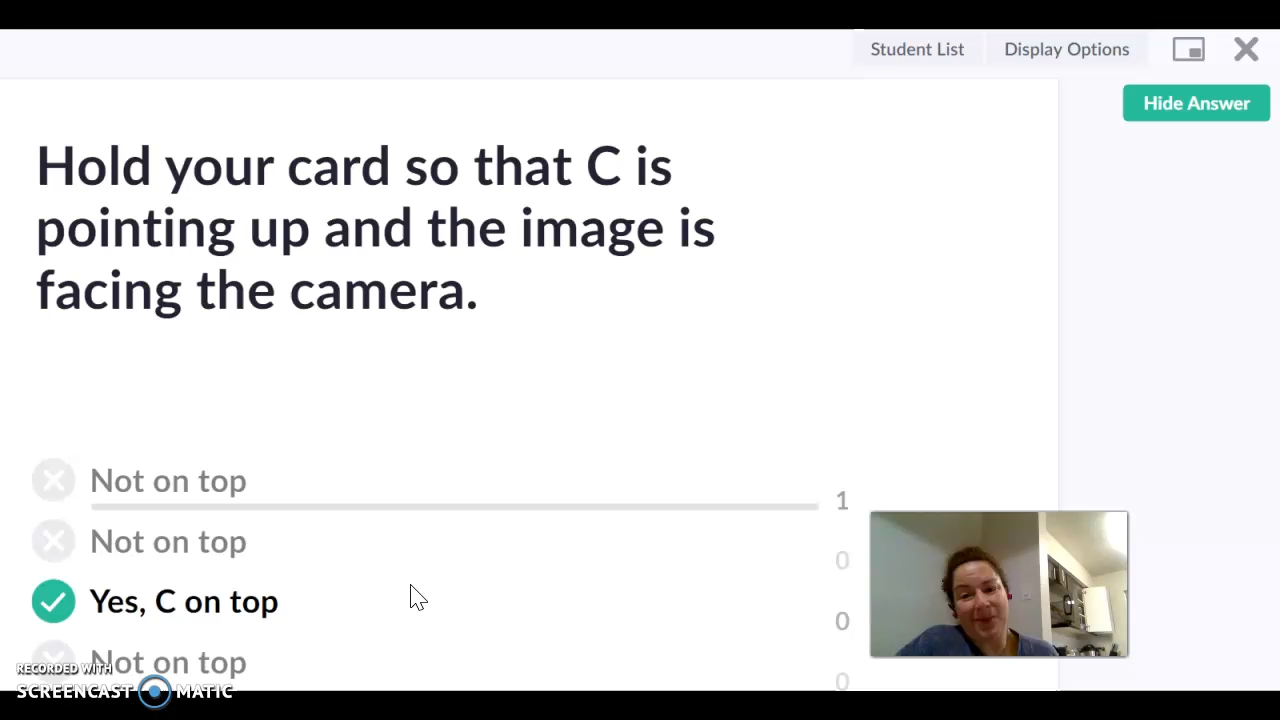 Student List
Display Options
Hide Answer
Hold your card so that C is
pointing up and the image is
facing the camera.
Not on top
1
Not on top
0
Yes, C on top
0
Not on top
0
RECORDED WITH
SCREENCAST MATIC